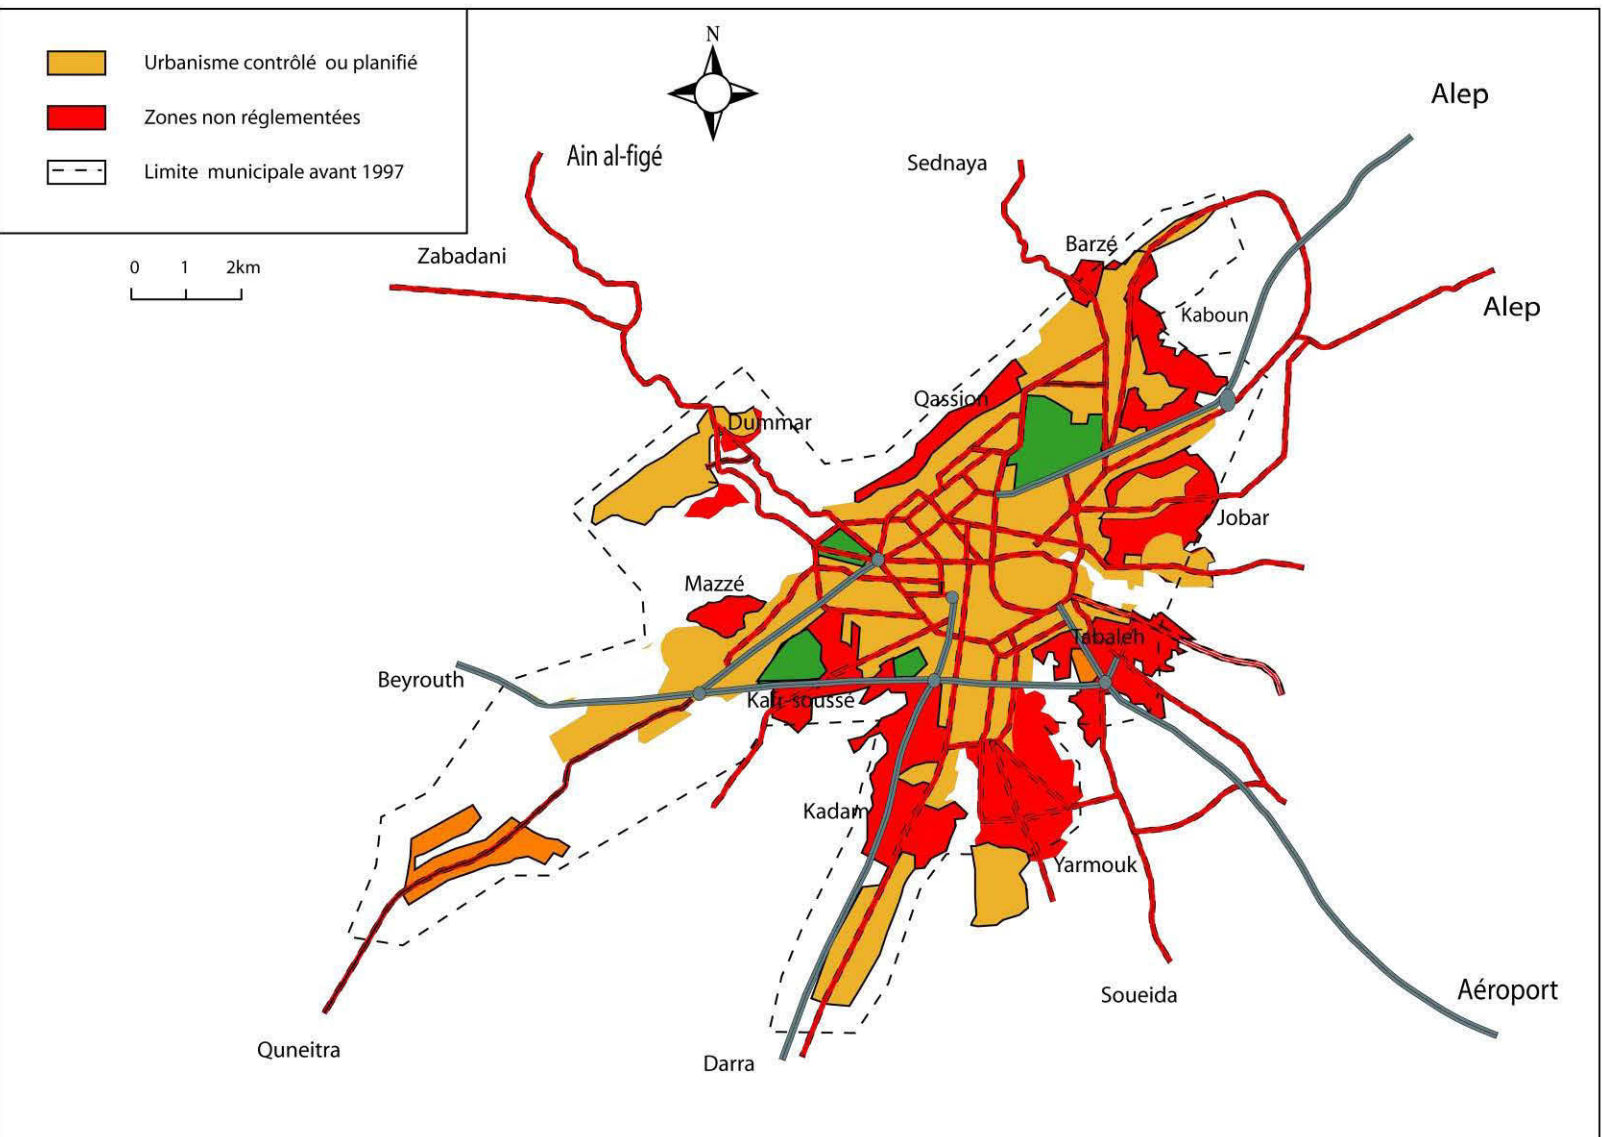 Urbanisme contrôlé ou planifié
Zones non réglementées
Limite municipale avant 1997
0 1 2km
N
Alep
Ain al-figé
Sednaya
Barzé
Zabadani
Alep
Kaboun
Qassion
Dummar
Jobar
Mazzé
Tabaleh
Beyrouth
Kafr-soussé
Kadam
Yarmouk
Soueida
Aéroport
Quneitra
Darra